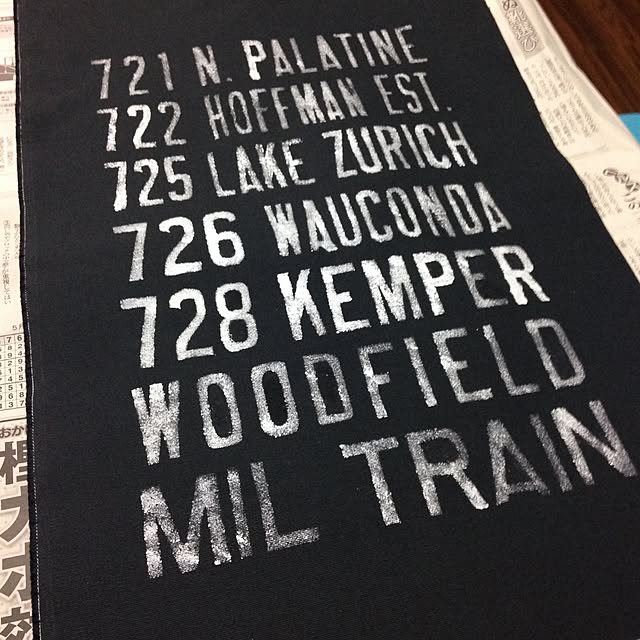 721 N. PALATINE
722 HOFFMAN EST.
725 LAKE ZURICH
726 WAUCONDA
728 KEMPER
WOODFIELD
MIL TRAIN